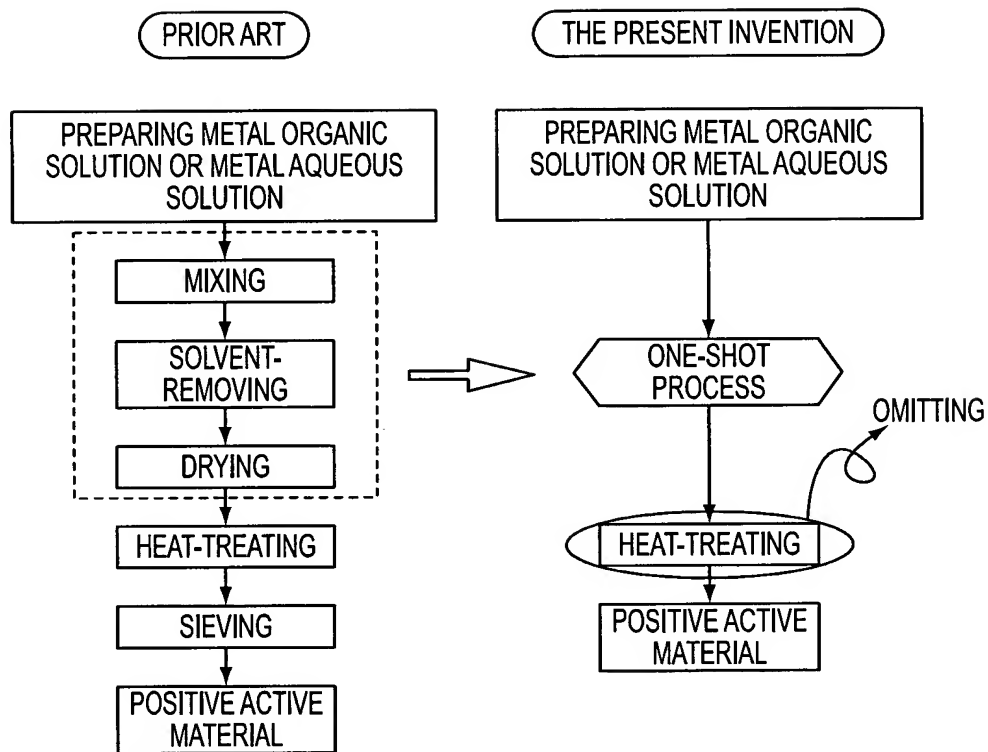 PRIOR ART
PREPARING METAL ORGANIC
SOLUTION OR METAL AQUEOUS
SOLUTION
MIXING
SOLVENT-
REMOVING
DRYING
HEAT-TREATING
SIEVING
POSITIVE ACTIVE
MATERIAL
THE PRESENT INVENTION
PREPARING METAL ORGANIC
SOLUTION OR METAL AQUEOUS
SOLUTION
ONE-SHOT
PROCESS
OMITTING
HEAT-TREATING
POSITIVE ACTIVE
MATERIAL